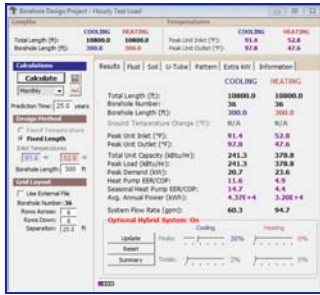 Borehole Design Project - Hourly Test Load
Lengths
Temperatures
COOLING HEATING
Total Length (ft): 10800.0 10800.0
Borehole Length (ft): 300.0 300.0
COOLING HEATING
Peak Unit Inlet (°F): 91.4 52.8
Peak Unit Outlet (°F): 97.8 47.6
Calculations
Calculate
Monthly
Prediction Time: 25.0 years
Design Method
Fixed Temperature
Fixed Length
Inlet Temperatures
Borehole Length: 300 ft
Grid Layout
Use External File
Borehole Number: 36
Rows Across: 6
Rows Down: 6
Separation: 25.0 ft
Results Fluid Soil U-Tube Pattern Extra kW Information
COOLING HEATING
Total Length (ft): 10800.0 10800.0
Borehole Number: 36 36
Borehole Length (ft): 300.0 300.0
Ground Temperature Change (°F): N/A N/A
Peak Unit Inlet (°F): 91.4 52.8
Peak Unit Outlet (°F): 97.8 47.6
Total Unit Capacity (kBtu/Hr): 241.3 378.8
Peak Load (kBtu/Hr): 241.3 378.8
Peak Demand (kW): 20.7 23.6
Heat Pump EER/COP: 11.6 4.9
Seasonal Heat Pump EER/COP: 14.7 4.4
Avg. Annual Power (kWh): 4.37E+4 3.20E+4
System Flow Rate (gpm): 60.3 94.7
Optional Hybrid System: On
Cooling Heating
Update
Reset
Summary
Peaks: 30% 0%
Totals: 2% 0%